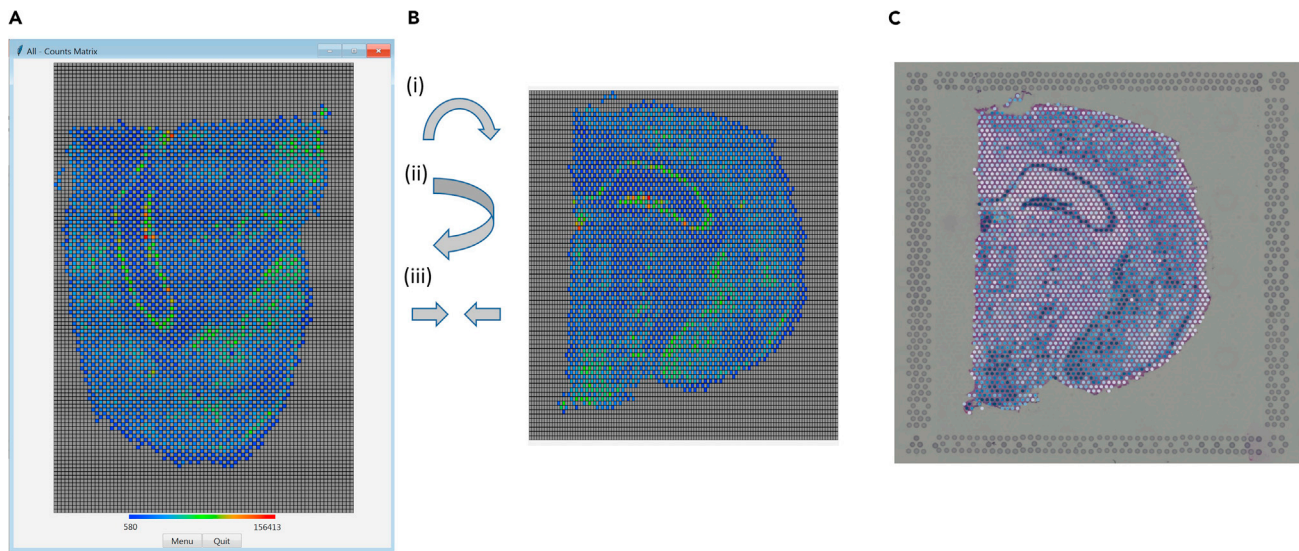 A
B
C
All - Counts Matrix
(i)
(ii)
(iii)
580
156413
Menu
Quit